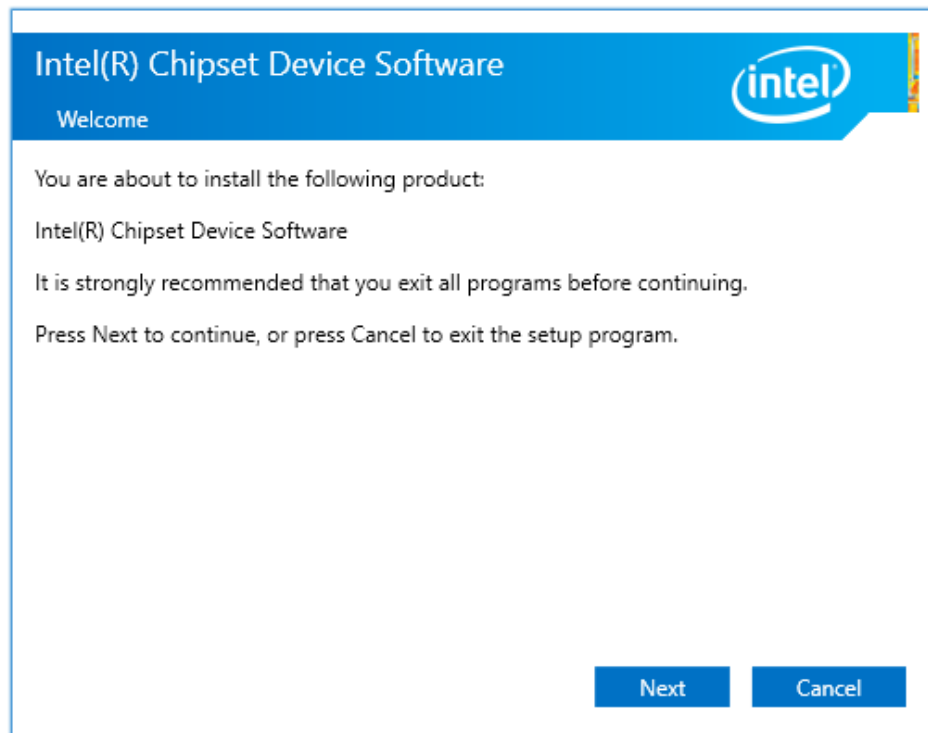 Intel(R) Chipset Device Software
intel
Welcome
You are about to install the following product:
Intel(R) Chipset Device Software
It is strongly recommended that you exit all programs before continuing.
Press Next to continue, or press Cancel to exit the setup program.
Next
Cancel